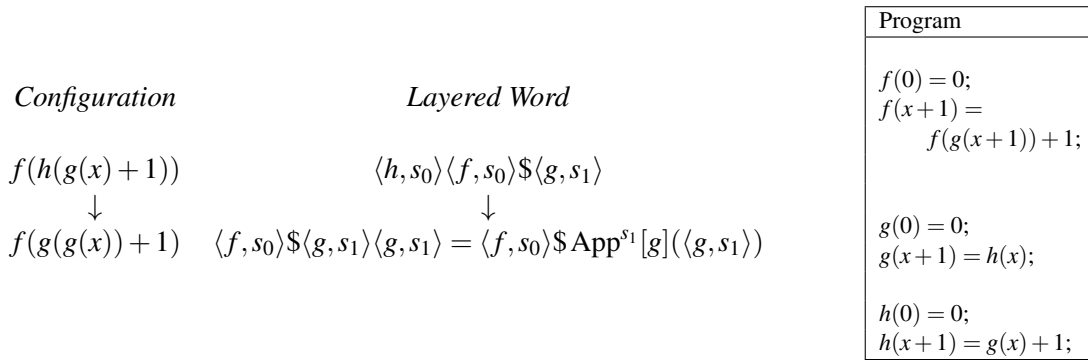 Configuration Layered Word
f(h(g(x)+1)) ⟨h,s₀⟩⟨f,s₀⟩$⟨g,s₁⟩
↓ ↓
f(g(g(x))+1) ⟨f,s₀⟩$⟨g,s₁⟩⟨g,s₁⟩ = ⟨f,s₀⟩$App^{s₁}[g](⟨g,s₁⟩)
Program
f(0) = 0;
f(x+1) =
f(g(x+1))+1;
g(0) = 0;
g(x+1) = h(x);
h(0) = 0;
h(x+1) = g(x)+1;